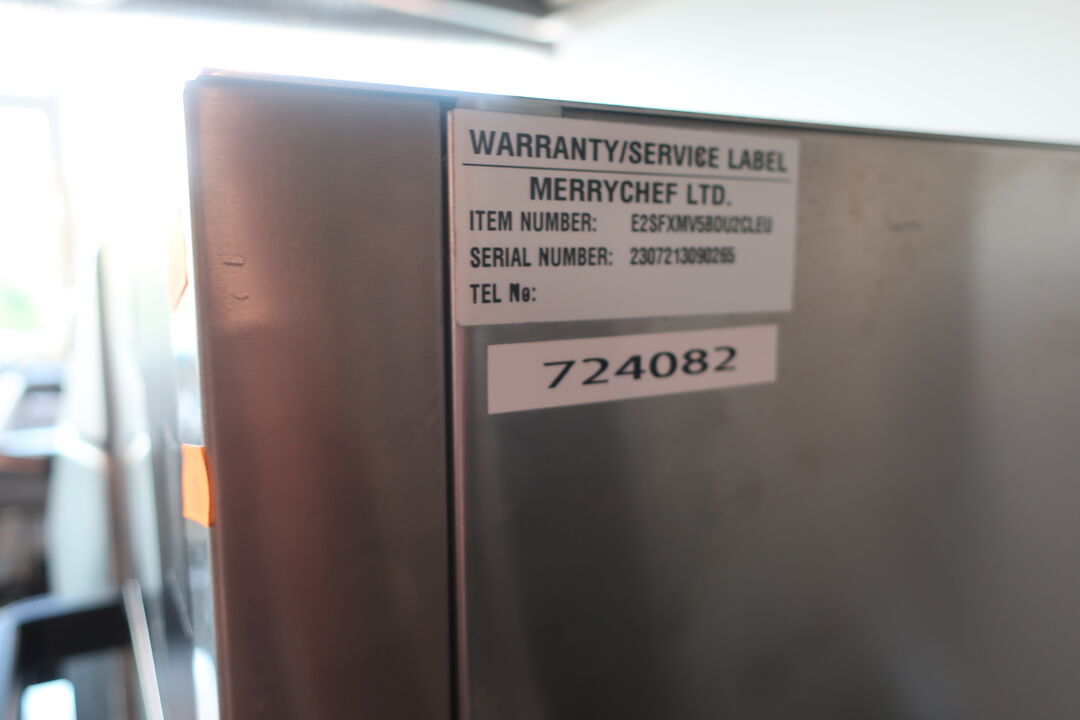 WARRANTY/SERVICE LABEL
MERRYCHEF LTD.
ITEM NUMBER: E2SFXMV5BDU2CLEU
SERIAL NUMBER: 2307213090265
TEL №:
724082